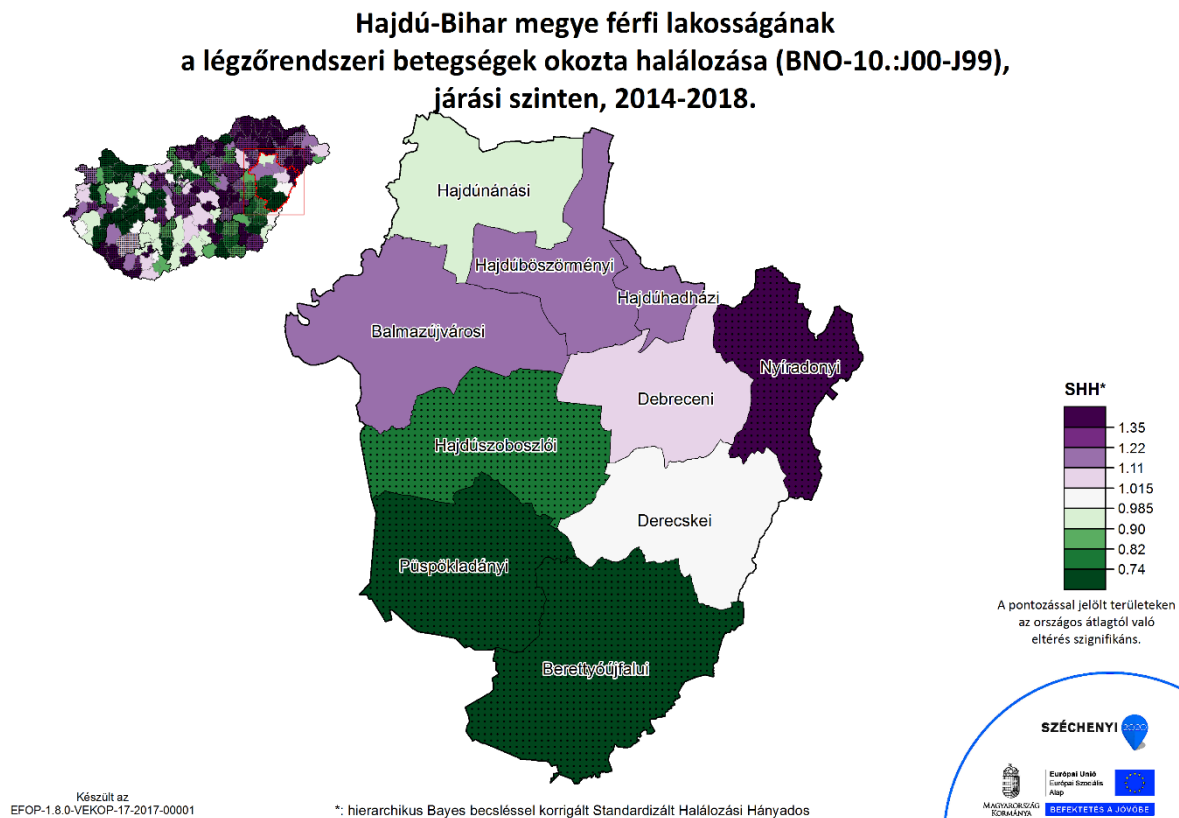 Hajdú-Bihar megye férfi lakosságának
a légzőrendszeri betegségek okozta halálozása (BNO-10.:J00-J99),
járási szinten, 2014-2018.
Hajdúnánási
Hajdúböszörményi
Hajdúhadházi
Balmazújvárosi
Nyíradonyi
Debreceni
Hajdúszoboszlói
Derecskei
Püspökladányi
Berettyóújfalui
SHH*
1.35
1.22
1.11
1.015
0.985
0.90
0.82
0.74
A pontozással jelölt területeken
az országos átlagtól való
eltérés szignifikáns.
SZÉCHENYI 2020
Magyarország
Kormánya
Európai Unió
Európai Szociális
Alap
BEFEKTETÉS A JÖVŐBE
Készült az
EFOP-1.8.0-VEKOP-17-2017-00001
*: hierarchikus Bayes becsléssel korrigált Standardizált Halálozási Hányados